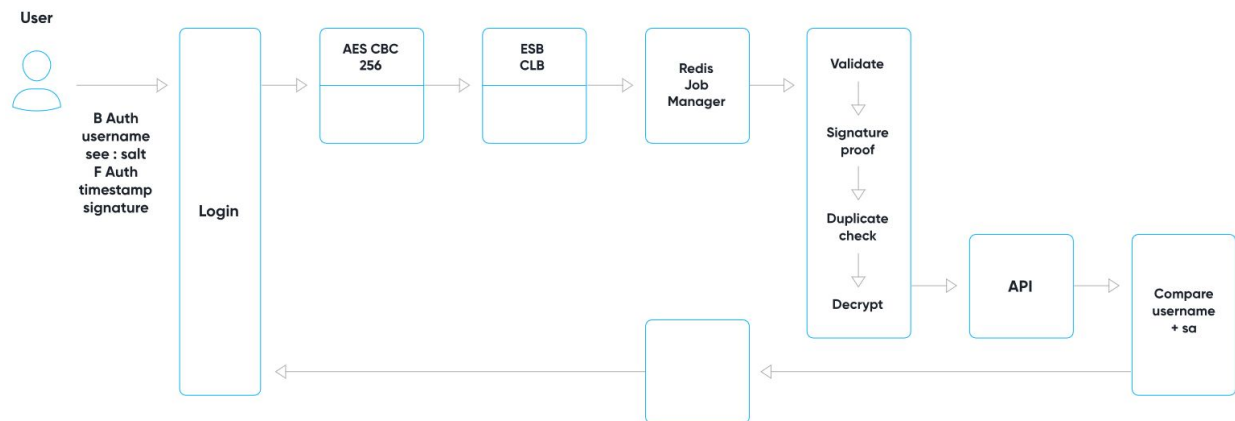 User
B Auth
username
see : salt
F Auth
timestamp
signature
Login
AES CBC
256
ESB
CLB
Redis
Job
Manager
Validate
Signature
proof
Duplicate
check
Decrypt
API
Compare
username
+ sa